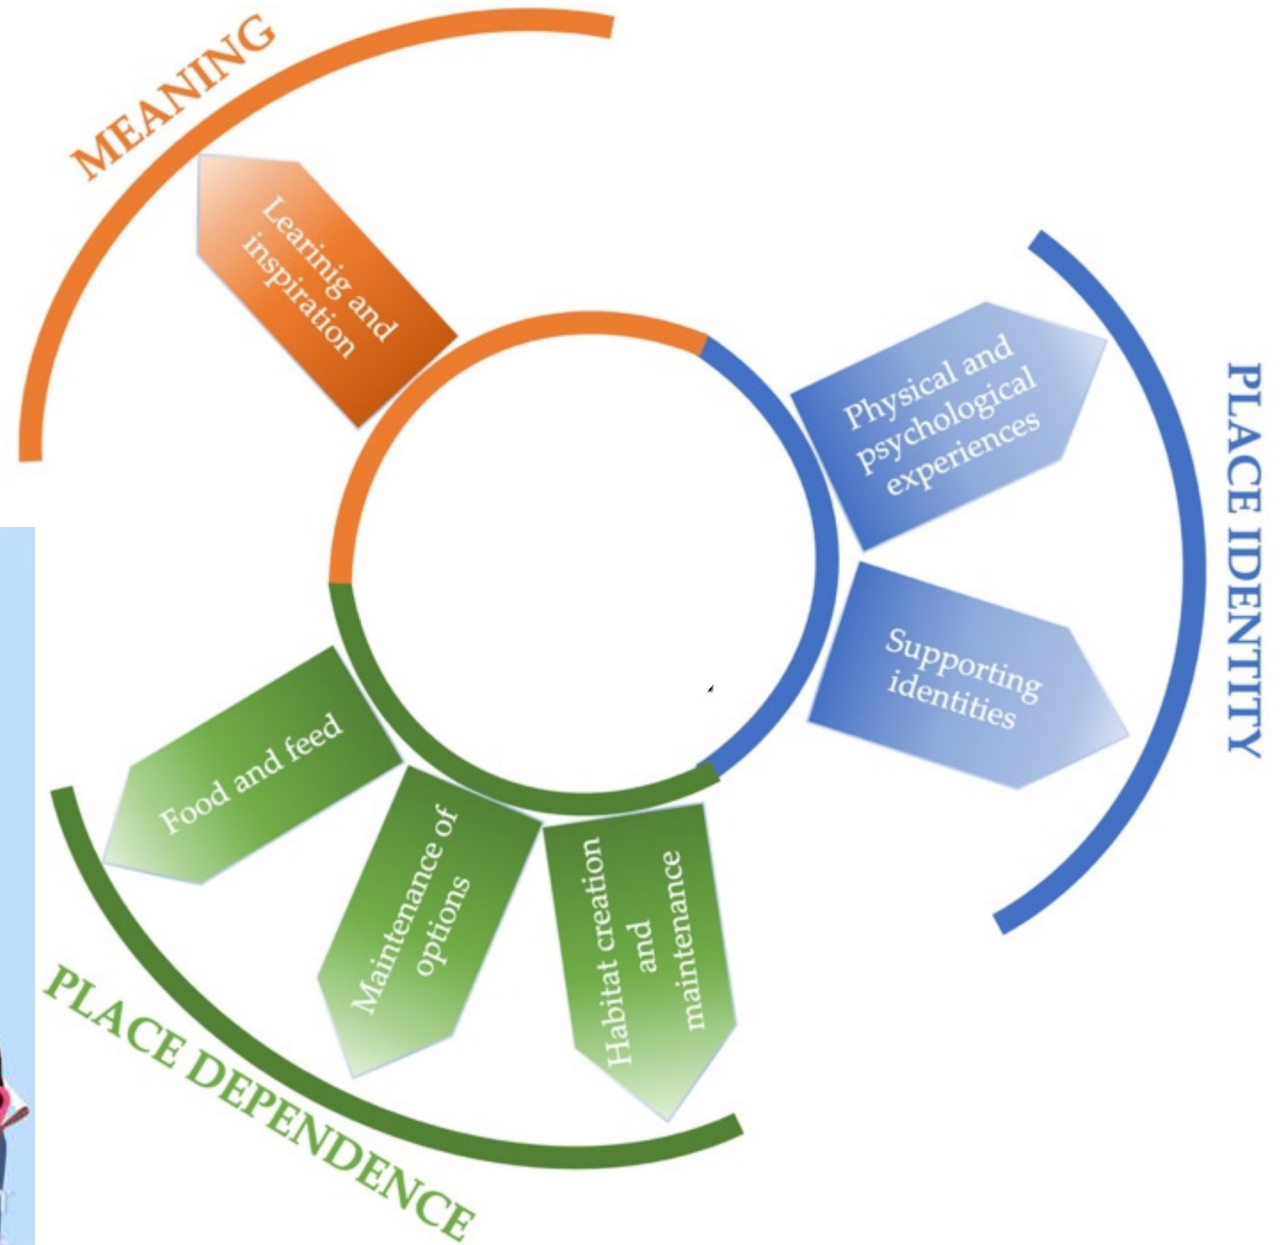 MEANING
Learinig and
inspiration
Physical and
psychological
experiences
Supporting
identities
PLACE IDENTITY
Food and feed
Maintenance of
options
Habitat creation
and
maintenance
PLACE DEPENDENCE